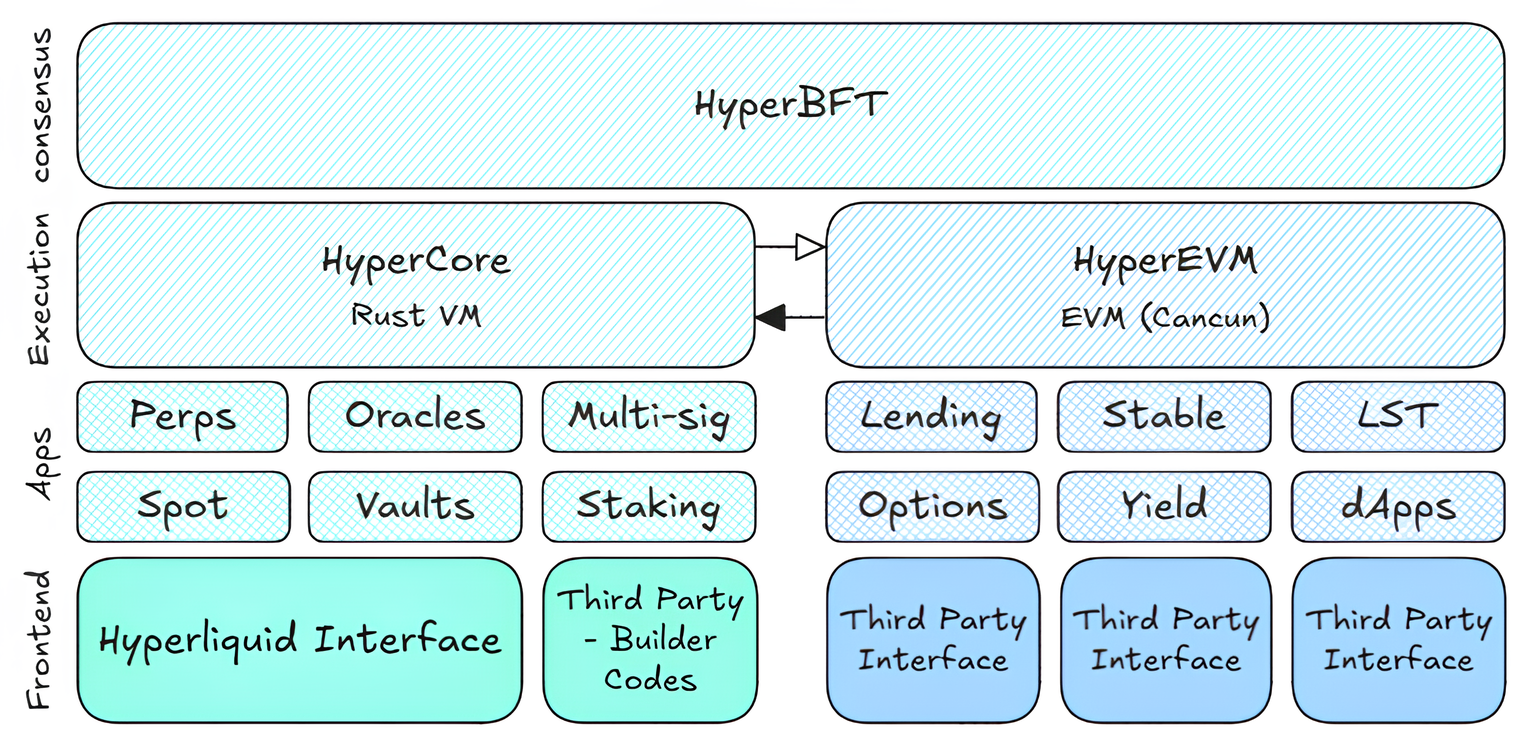 consensus
HyperBFT
Execution
HyperCore
Rust VM
HyperEVM
EVM (Cancun)
Apps
Perps
Oracles
Multi-sig
Lending
Stable
LST
Spot
Vaults
Staking
Options
Yield
dApps
Frontend
Hyperliquid Interface
Third Party
- Builder
Codes
Third Party
Interface
Third Party
Interface
Third Party
Interface